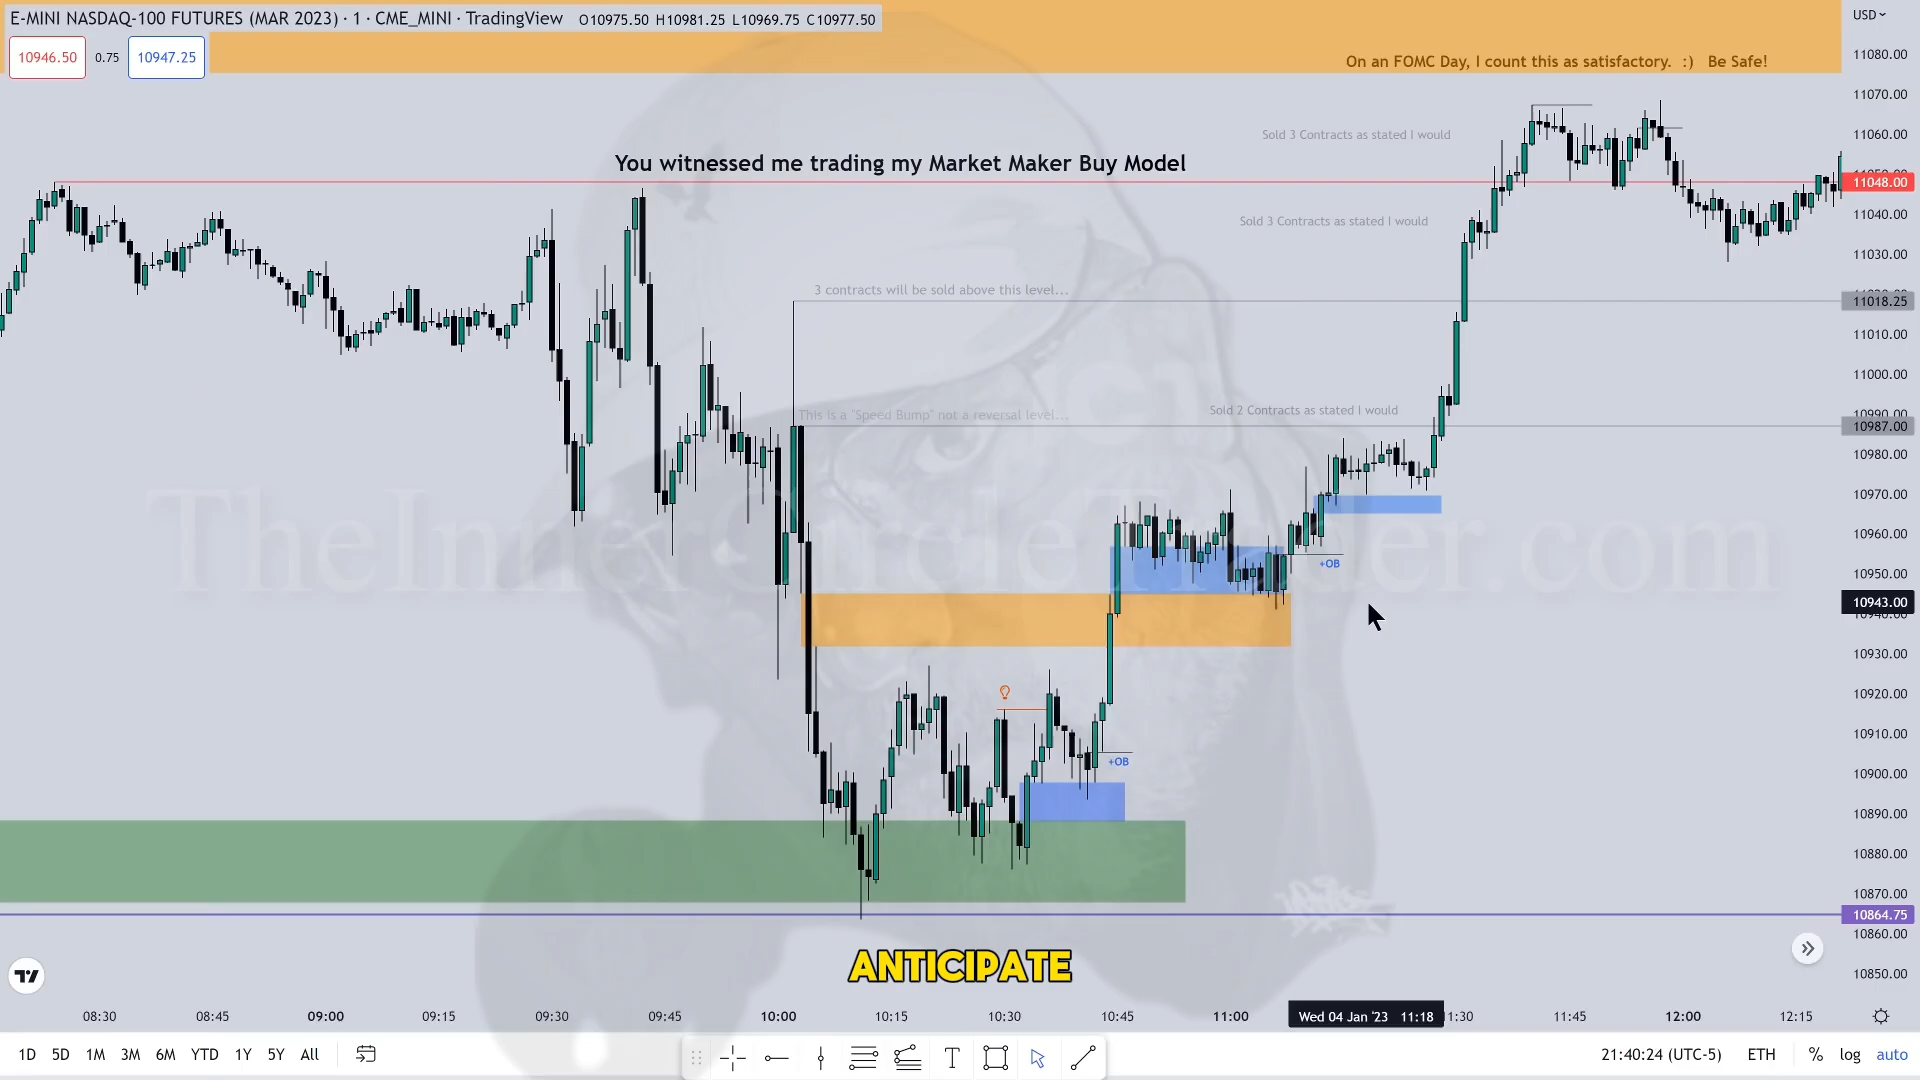 E-MINI NASDAQ-100 FUTURES (MAR 2023) · 1 · CME_MINI · TradingView O10975.50 H10981.25 L10969.75 C10977.50
USD
10946.50 0.75 10947.25
11080.00
On an FOMC Day, I count this as satisfactory. :) Be Safe!
11070.00
Sold 3 Contracts as stated I would
11060.00
You witnessed me trading my Market Maker Buy Model
11048.00
11040.00
Sold 3 Contracts as stated I would
11030.00
3 contracts will be sold above this level...
11018.25
11010.00
11000.00
This is a "Speed Bump" not a reversal level...
Sold 2 Contracts as stated I would
10990.00
10987.00
10980.00
10970.00
TheInnerCircleTrader.com
10960.00
+OB
10950.00
10943.00
10940.00
10930.00
10920.00
10910.00
+OB
10900.00
10890.00
10880.00
10870.00
10864.75
10860.00
ANTICIPATE
10850.00
08:30 08:45 09:00 09:15 09:30 09:45 10:00 10:15 10:30 10:45 11:00 Wed 04 Jan '23 11:18 11:30 11:45 12:00 12:15
1D 5D 1M 3M 6M YTD 1Y 5Y All
T
21:40:24 (UTC-5) ETH % log auto